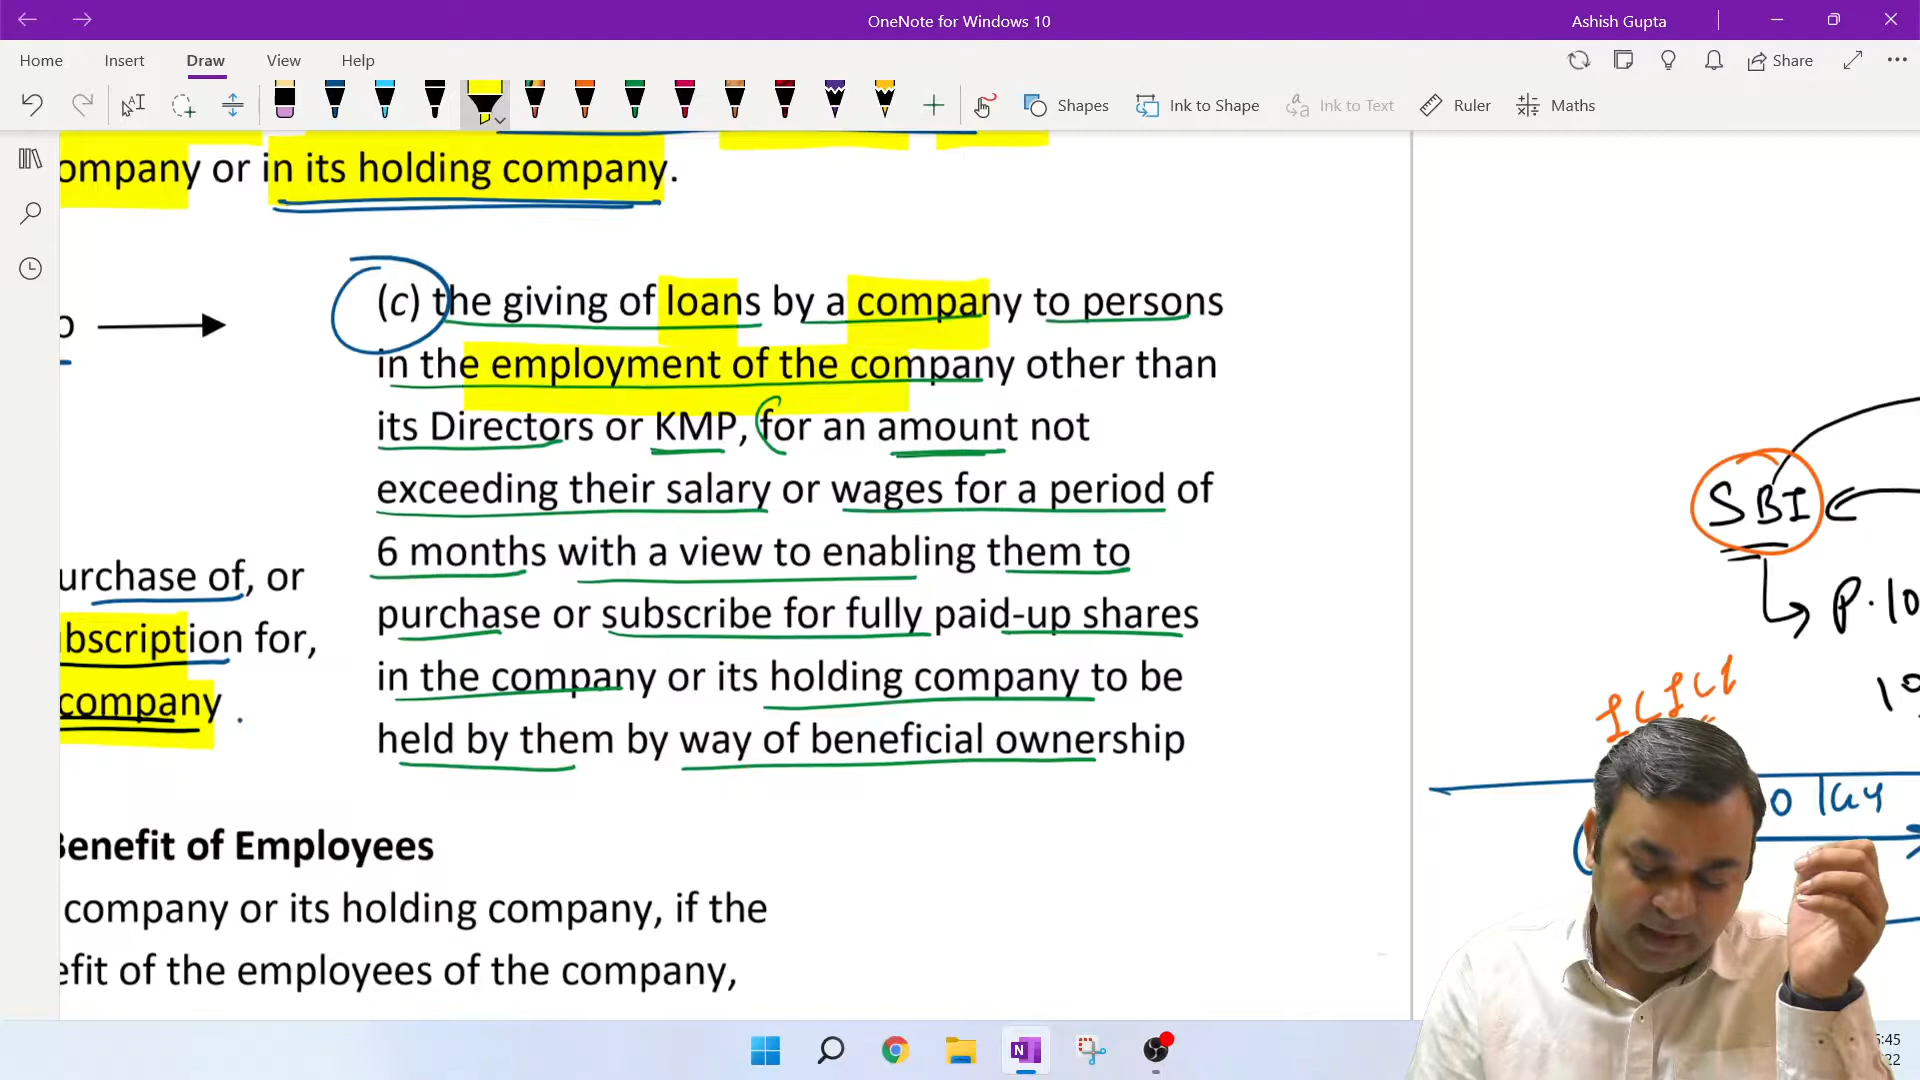 OneNote for Windows 10
Ashish Gupta
Home
Insert
Draw
View
Help
Share
Shapes
Ink to Shape
Ink to Text
Ruler
Maths
ompany or in its holding company.
(c) the giving of loans by a company to persons
in the employment of the company other than
its Directors or KMP, for an amount not
exceeding their salary or wages for a period of
6 months with a view to enabling them to
purchase or subscribe for fully paid-up shares
in the company or its holding company to be
held by them by way of beneficial ownership
urchase of, or
bscription for,
company .
Benefit of Employees
company or its holding company, if the
efit of the employees of the company,
SBI
P.10
ICICI
:45
22